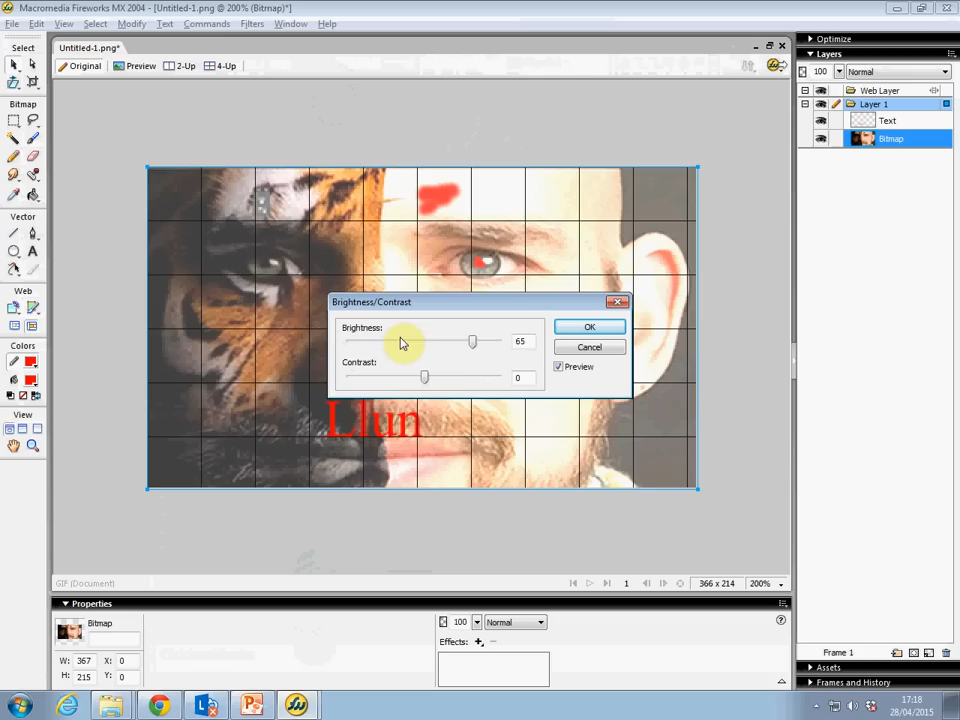 Macromedia Fireworks MX 2004 - [Untitled-1.png @ 200% (Bitmap)*]
File Edit View Select Modify Text Commands Filters Window Help
Select
Untitled-1.png*
Original Preview 2-Up 4-Up
Bitmap
Vector
Web
Colors
View
Brightness/Contrast
Brightness:
65
Contrast:
0
OK
Cancel
Preview
Llun
GIF (Document)
1
366 x 214
200%
Optimize
Layers
100 Normal
Web Layer
Layer 1
Text
Bitmap
Frame 1
Assets
Frames and History
Properties
Bitmap
W: 367 X: 0
H: 215 Y: 0
100 Normal
Effects:
17:18
28/04/2015